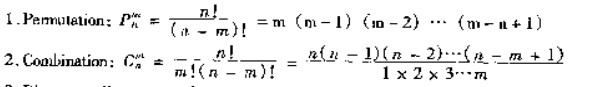 1.Permutation: P_n^m = n!/(n - m)! = m (m-1) (m-2) ··· (m-n+1)
2.Combination: C_n^m = n!/m!(n - m)! = n(n - 1)(n - 2)···(n - m + 1)/1 × 2 × 3···m